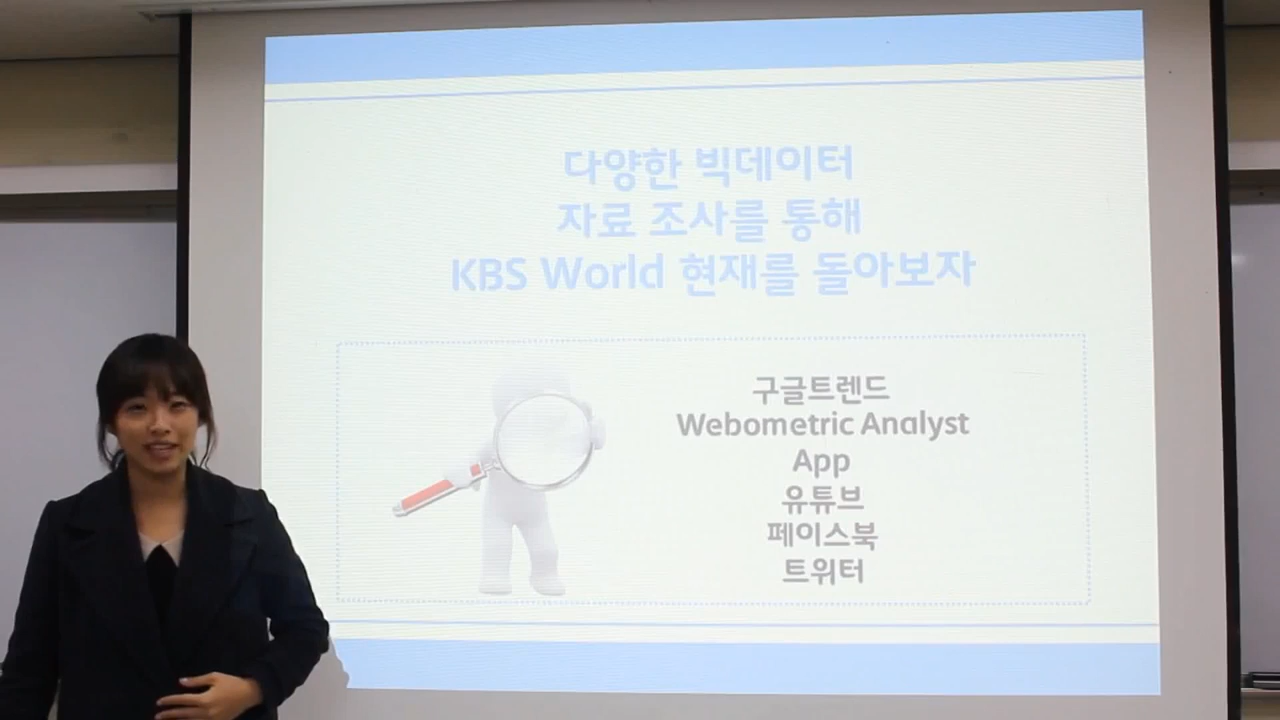 다양한 빅데이터
자료 조사를 통해
KBS World 현재를 돌아보자
구글트렌드
Webometric Analyst
App
유튜브
페이스북
트위터